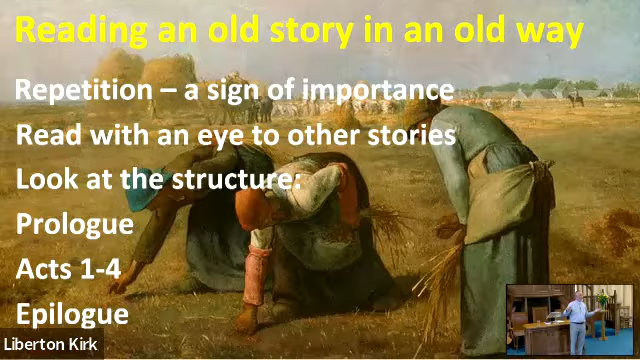 Reading an old story in an old way
Repetition – a sign of importance
Read with an eye to other stories
Look at the structure:
Prologue
Acts 1-4
Epilogue
Liberton Kirk